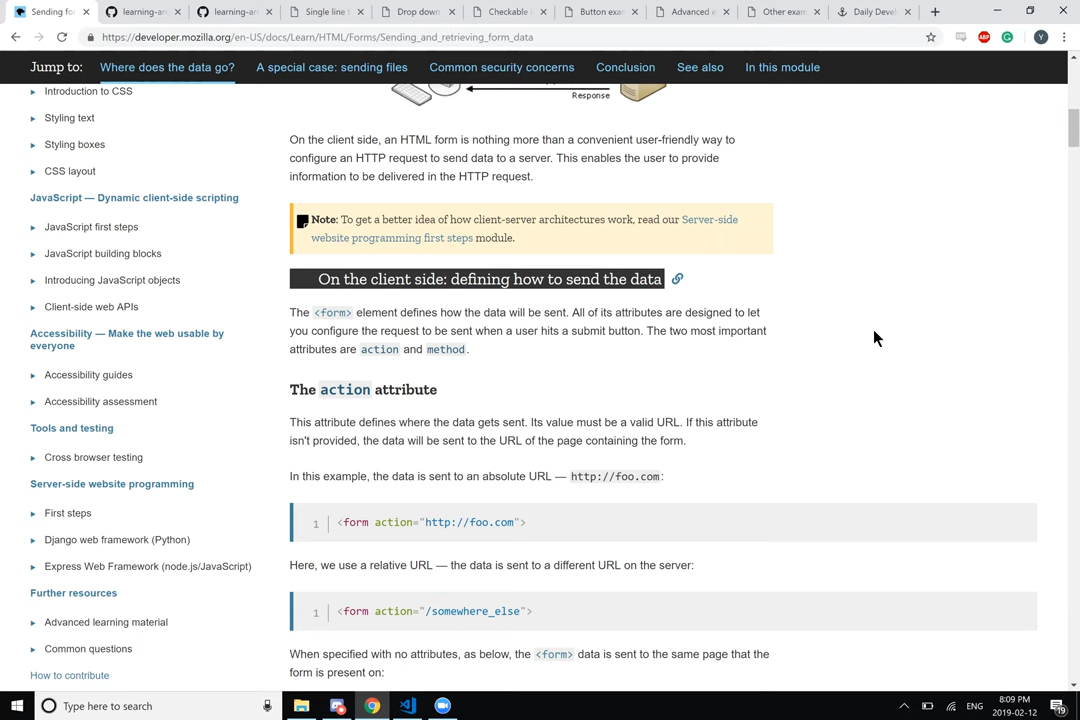 Sending fo
learning-ar
learning-ar
Single line t
Drop down
Checkable
Button exa
Advanced
Other exam
Daily Devel
https://developer.mozilla.org/en-US/docs/Learn/HTML/Forms/Sending_and_retrieving_form_data
ABP
G
Y
Jump to:
Where does the data go?
A special case: sending files
Common security concerns
Conclusion
See also
In this module
Introduction to CSS
Styling text
Styling boxes
CSS layout
JavaScript — Dynamic client-side scripting
JavaScript first steps
JavaScript building blocks
Introducing JavaScript objects
Client-side web APIs
Accessibility — Make the web usable by
everyone
Accessibility guides
Accessibility assessment
Tools and testing
Cross browser testing
Server-side website programming
First steps
Django web framework (Python)
Express Web Framework (node.js/JavaScript)
Further resources
Advanced learning material
Common questions
How to contribute
Response
On the client side, an HTML form is nothing more than a convenient user-friendly way to
configure an HTTP request to send data to a server. This enables the user to provide
information to be delivered in the HTTP request.
Note: To get a better idea of how client-server architectures work, read our Server-side
website programming first steps module.
On the client side: defining how to send the data
The <form> element defines how the data will be sent. All of its attributes are designed to let
you configure the request to be sent when a user hits a submit button. The two most important
attributes are action and method.
The action attribute
This attribute defines where the data gets sent. Its value must be a valid URL. If this attribute
isn't provided, the data will be sent to the URL of the page containing the form.
In this example, the data is sent to an absolute URL — http://foo.com:
1 <form action="http://foo.com">
Here, we use a relative URL — the data is sent to a different URL on the server:
1 <form action="/somewhere_else">
When specified with no attributes, as below, the <form> data is sent to the same page that the
form is present on:
Type here to search
ENG
8:09 PM
2019-02-12
19